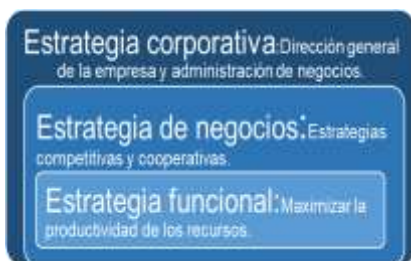 Estrategia corporativa:Dirección general
de la empresa y administración de negocios.
Estrategia de negocios:Estrategias
competitivas y cooperativas.
Estrategia funcional:Maximizar la
productividad de los recursos.